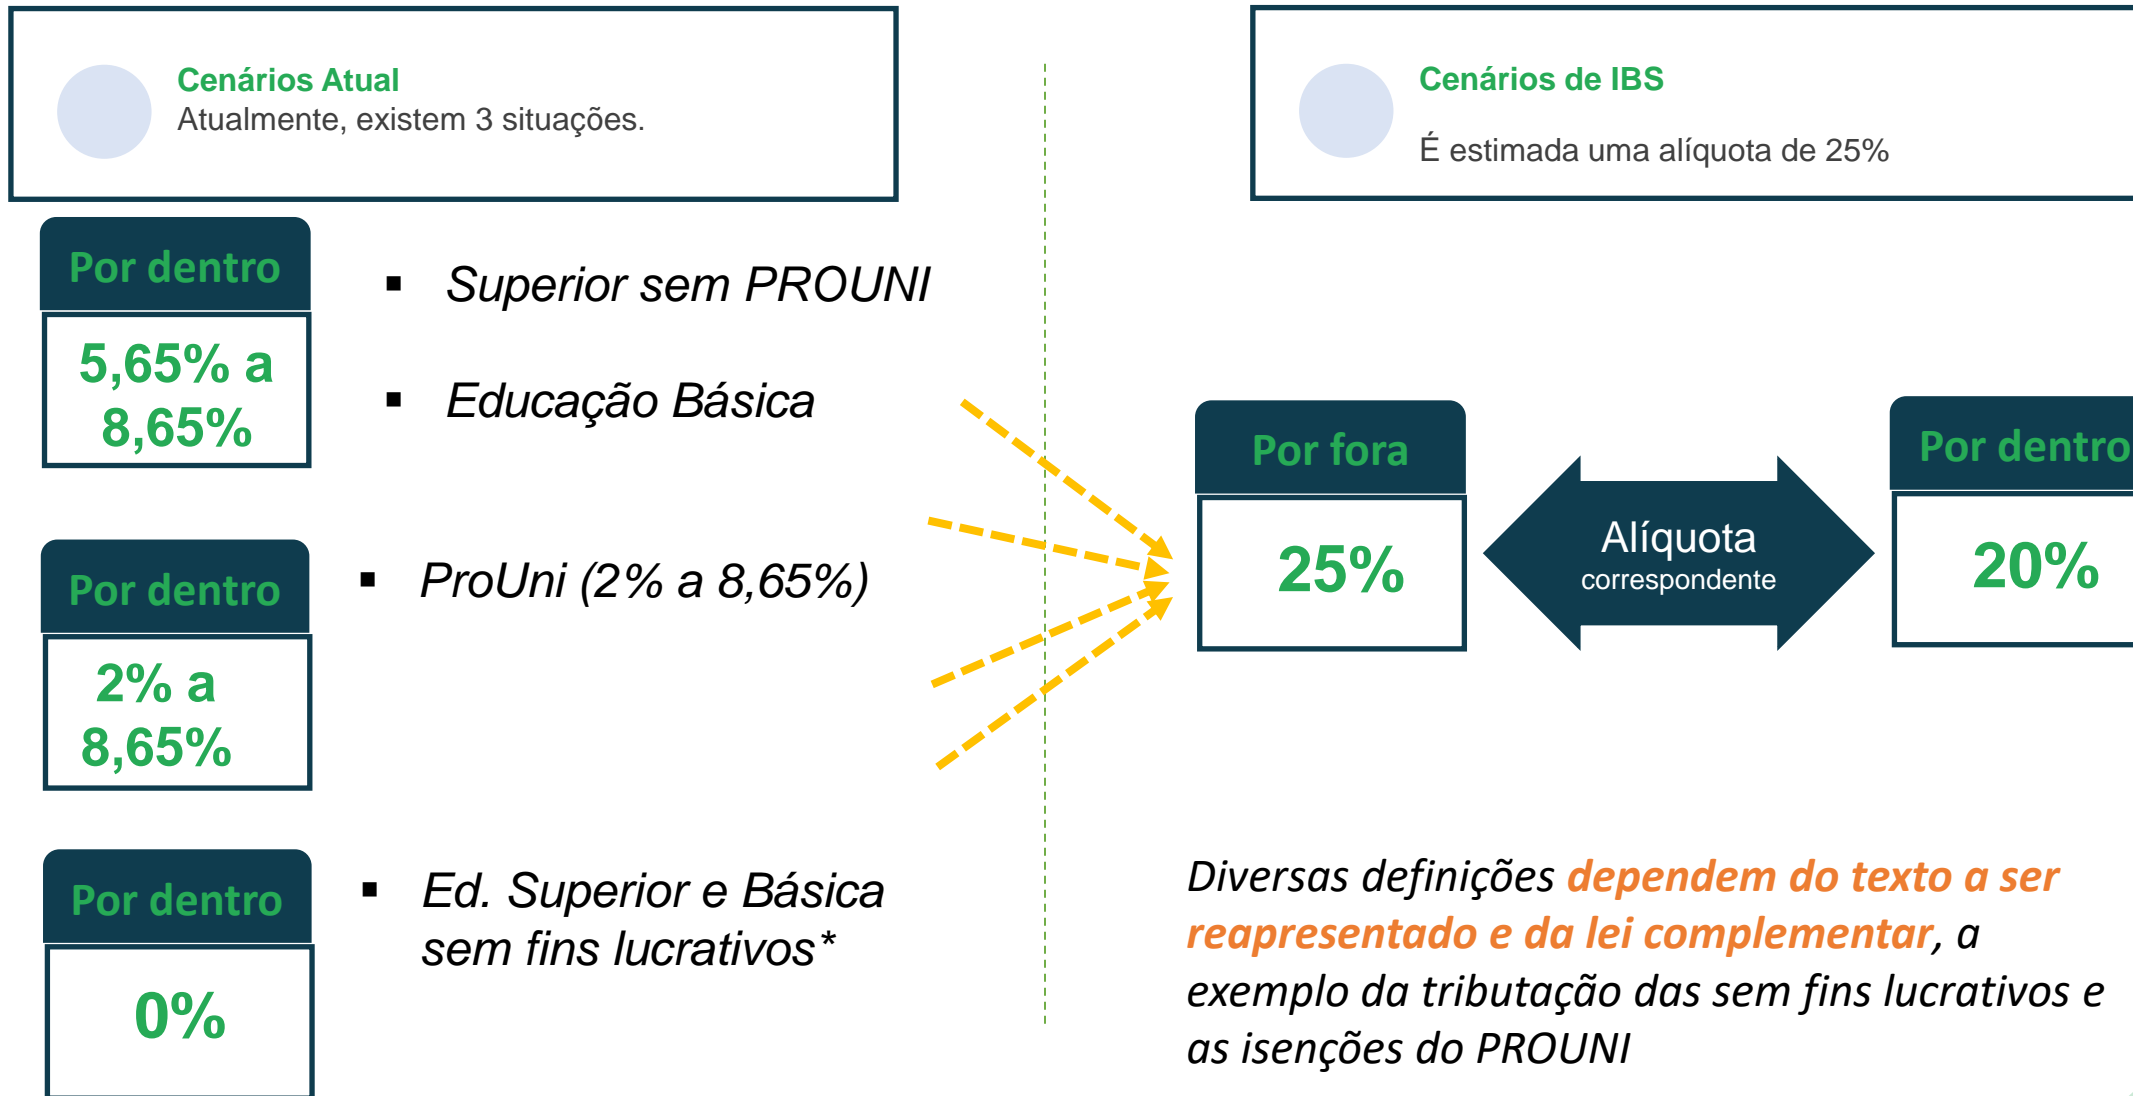 Cenários Atual
Atualmente, existem 3 situações.
Por dentro
5,65% a
8,65%
▪ Superior sem PROUNI
▪ Educação Básica
Por dentro
2% a
8,65%
▪ ProUni (2% a 8,65%)
Por dentro
0%
▪ Ed. Superior e Básica
sem fins lucrativos*
Cenários de IBS
É estimada uma alíquota de 25%
Por fora
25%
Alíquota
correspondente
Por dentro
20%
Diversas definições dependem do texto a ser
reapresentado e da lei complementar, a
exemplo da tributação das sem fins lucrativos e
as isenções do PROUNI